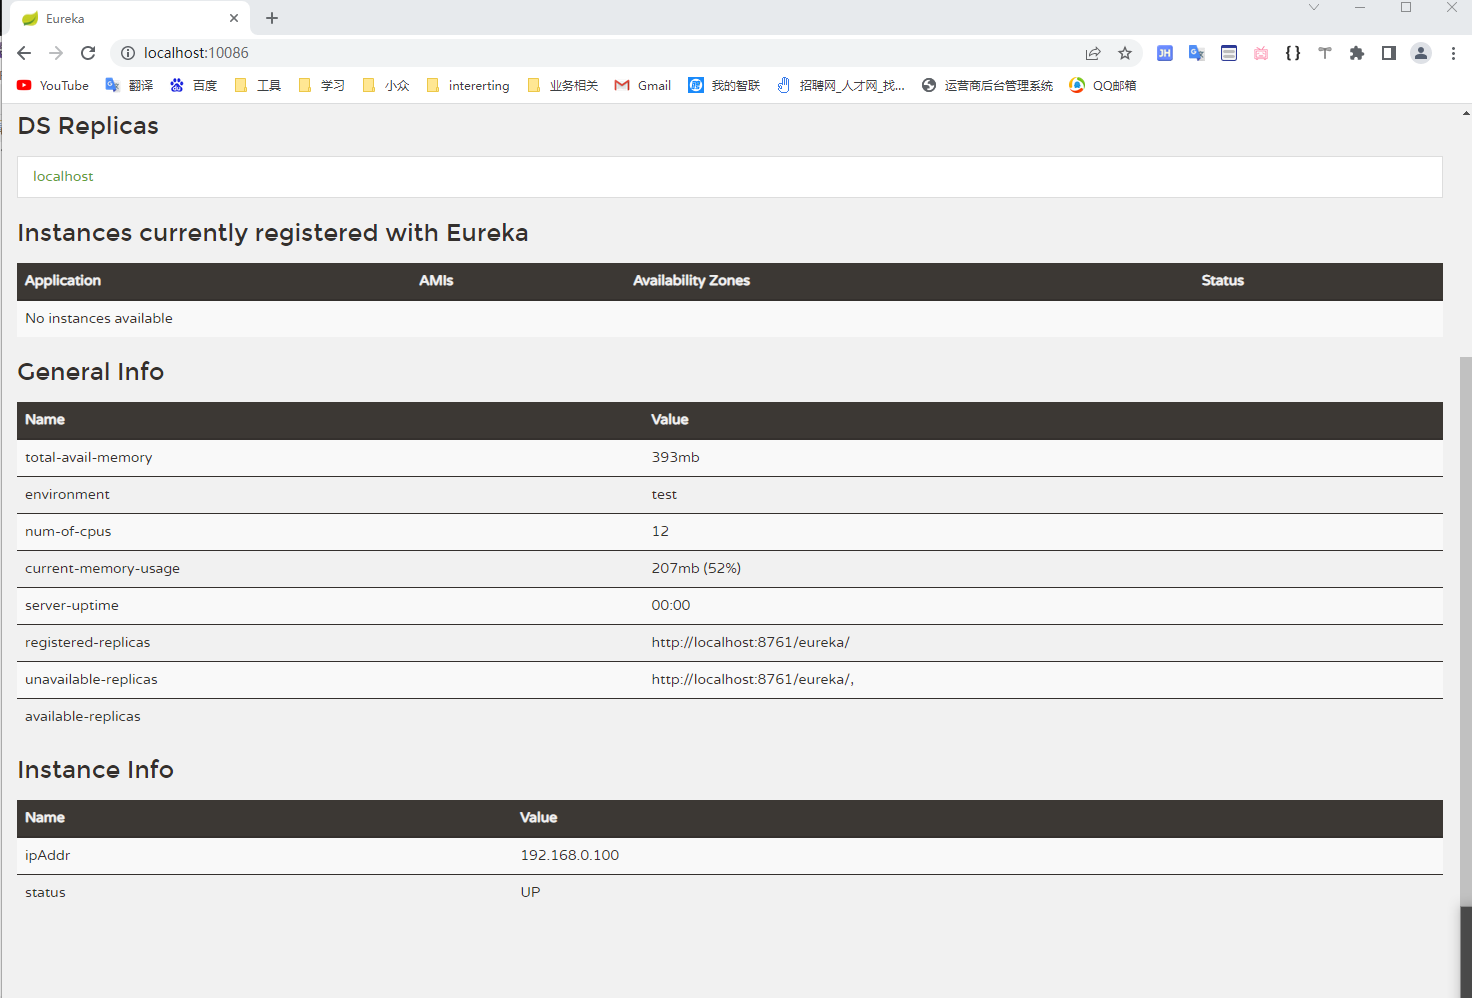 Eureka
localhost:10086
YouTube 翻译 百度 工具 学习 小众 intererting 业务相关 Gmail 我的智联 招聘网_人才网_找... 运营商后台管理系统 QQ邮箱
DS Replicas
localhost
Instances currently registered with Eureka
Application AMIs Availability Zones Status
No instances available
General Info
Name Value
total-avail-memory 393mb
environment test
num-of-cpus 12
current-memory-usage 207mb (52%)
server-uptime 00:00
registered-replicas http://localhost:8761/eureka/
unavailable-replicas http://localhost:8761/eureka/,
available-replicas
Instance Info
Name Value
ipAddr 192.168.0.100
status UP